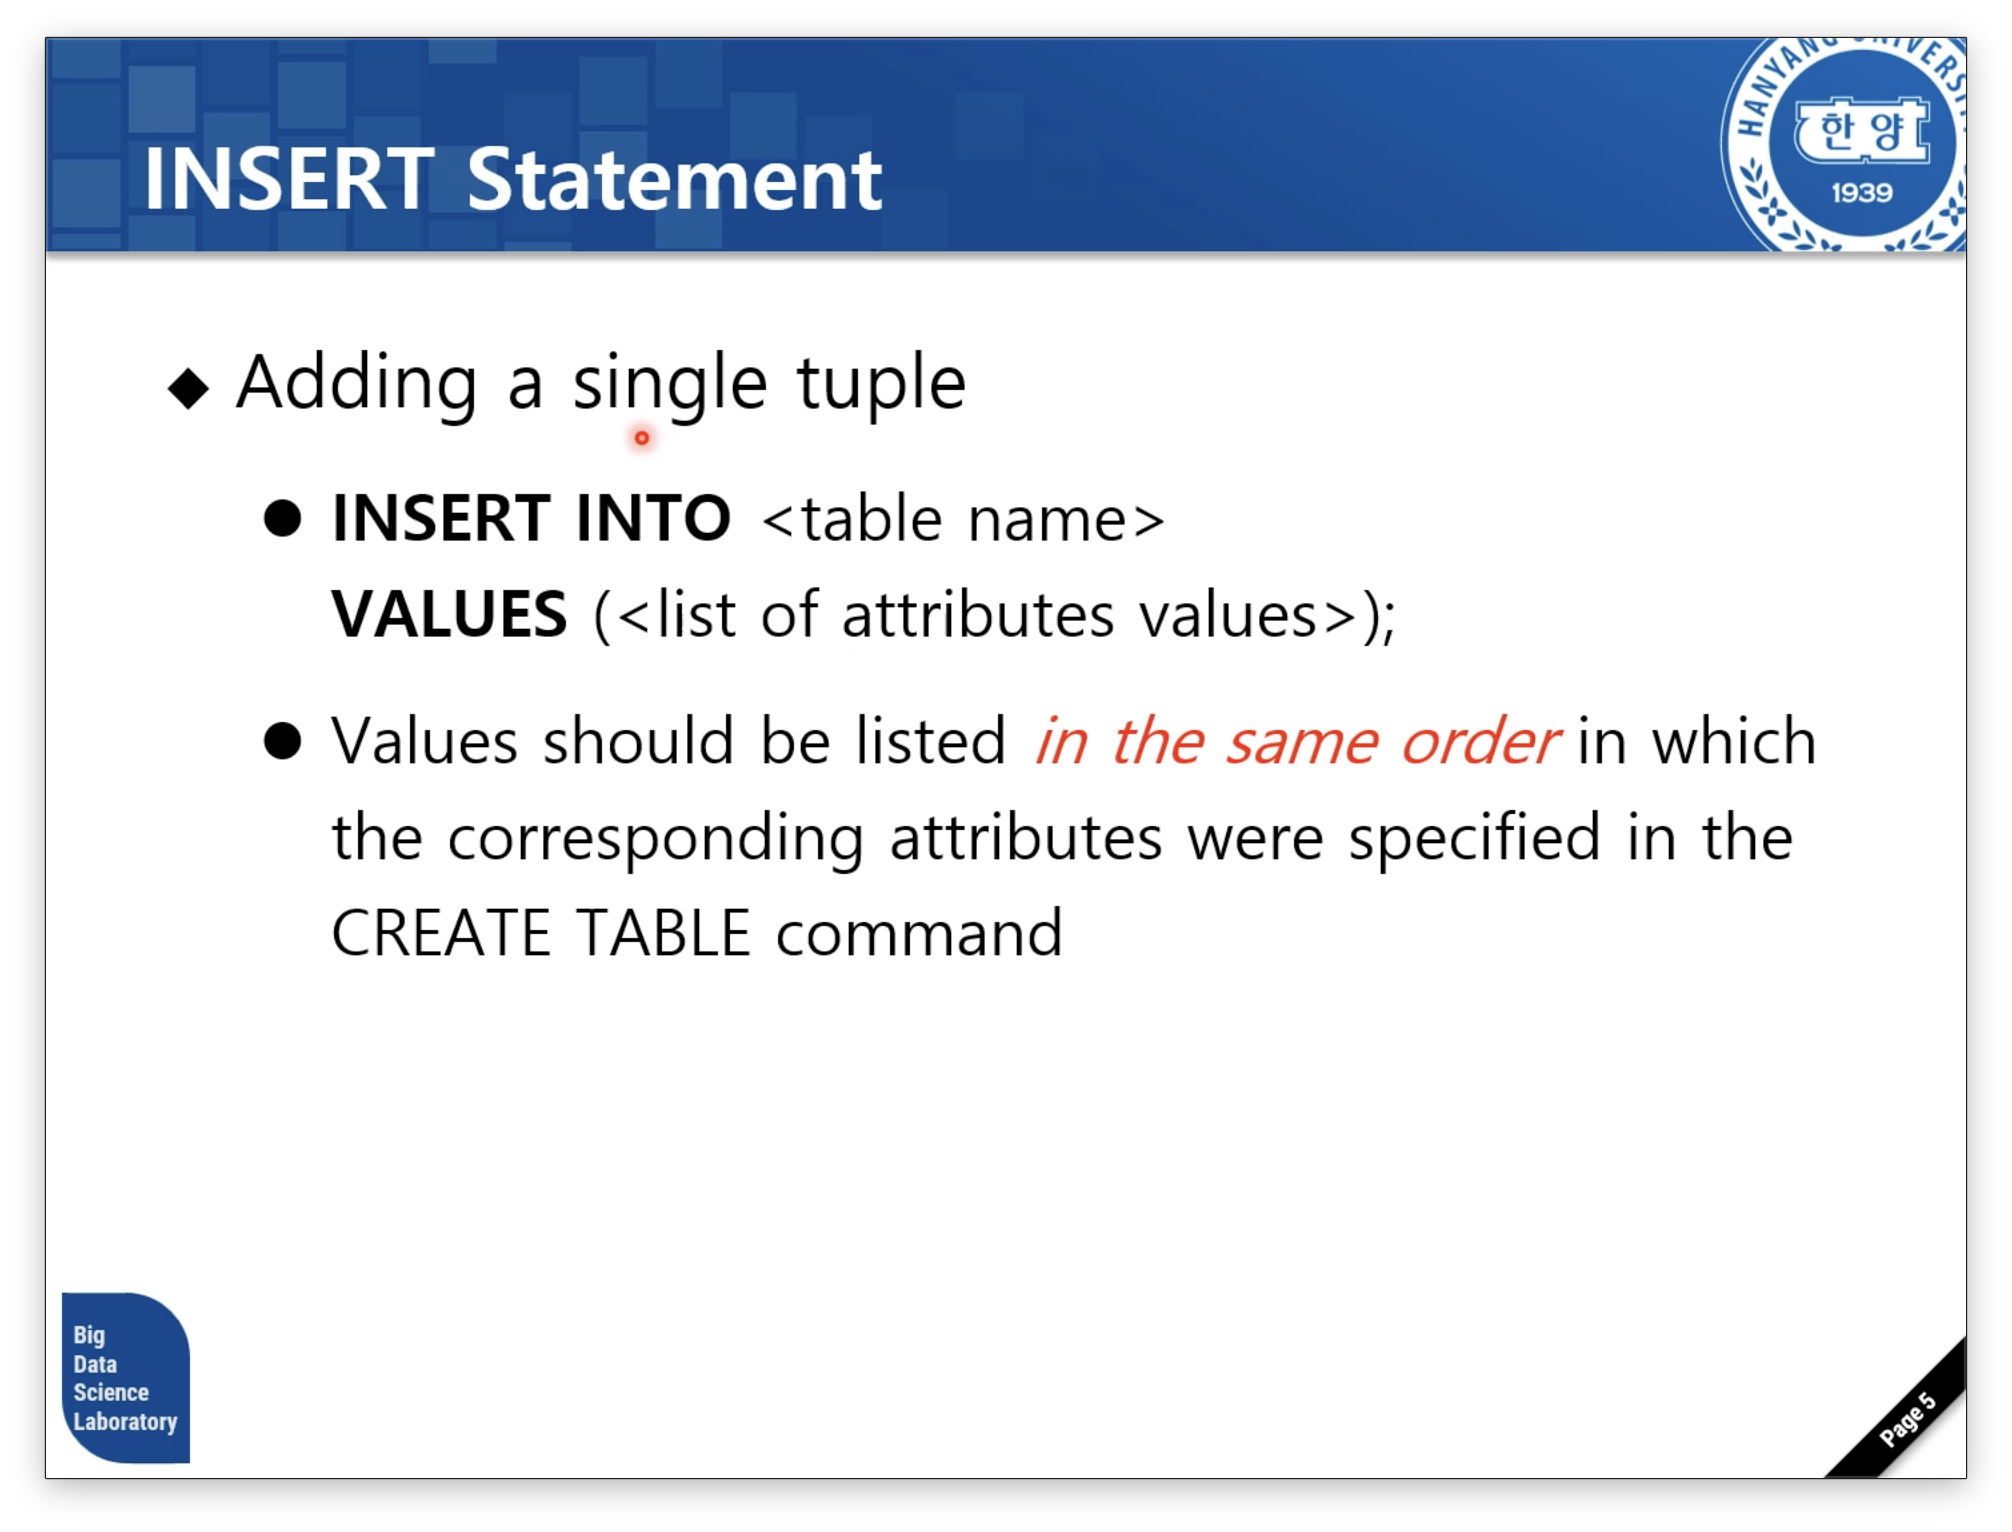 INSERT Statement
HANYANG UNIVERSIT
한양
1939
◆ Adding a single tuple
● INSERT INTO <table name>
VALUES (<list of attributes values>);
● Values should be listed in the same order in which
the corresponding attributes were specified in the
CREATE TABLE command
Big
Data
Science
Laboratory
Page 5